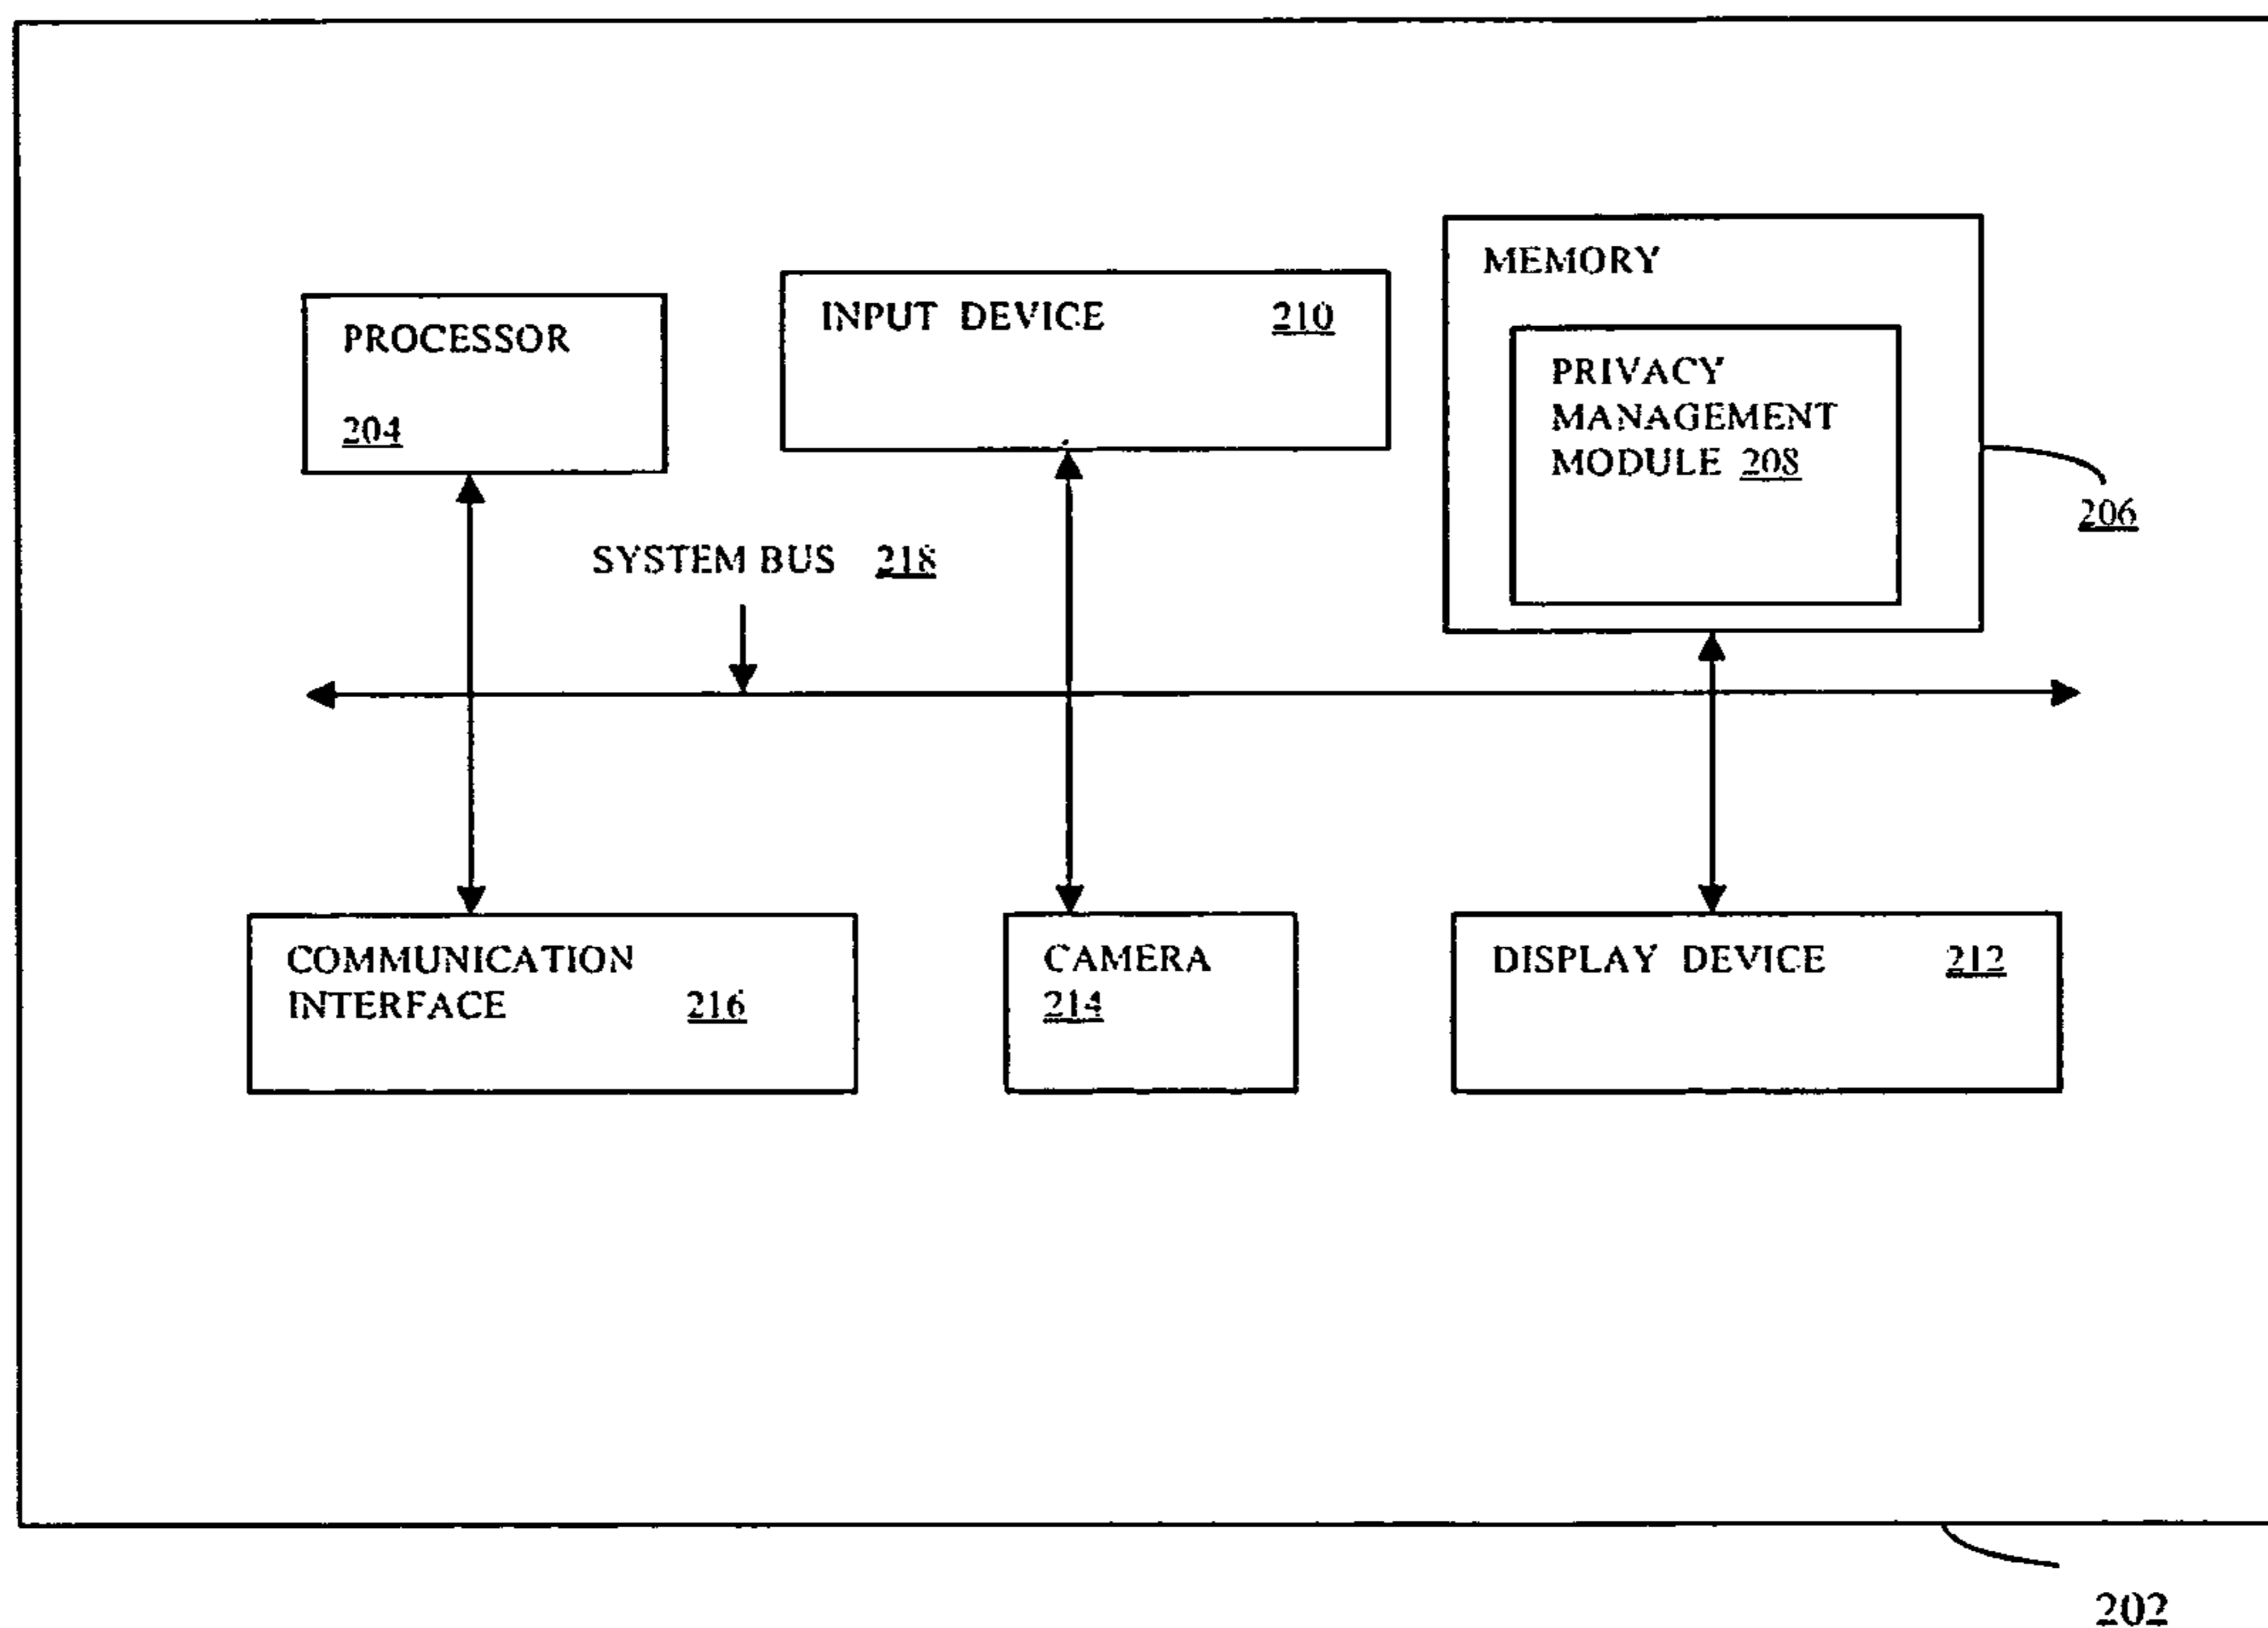 MEMORY
INPUT DEVICE 210
PROCESSOR
204
PRIVACY
MANAGEMENT
MODULE 208
206
SYSTEM BUS 218
COMMUNICATION
INTERFACE 216
CAMERA
214
DISPLAY DEVICE 212
202